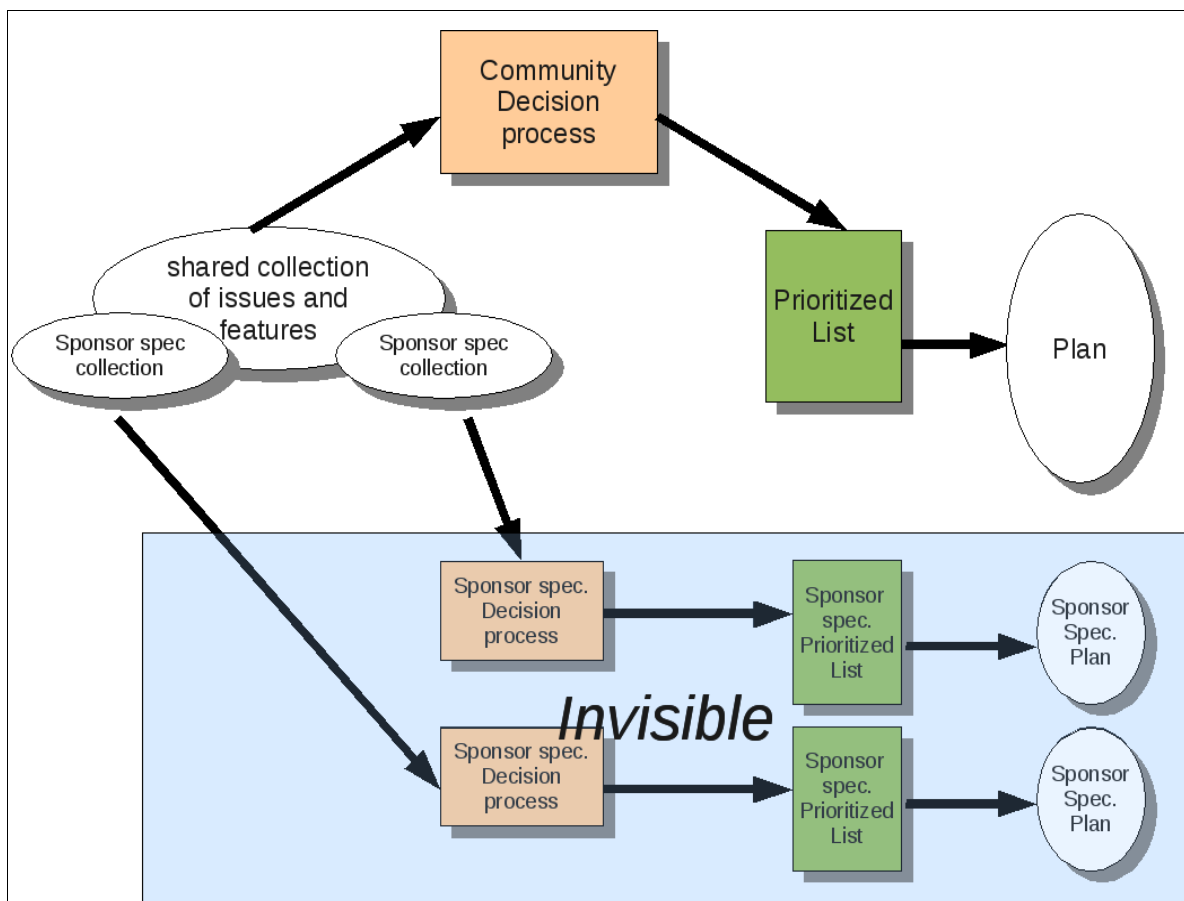 Community
Decision
process
shared collection
of issues and
features
Sponsor spec
collection
Sponsor spec
collection
Prioritized
List
Plan
Sponsor spec.
Decision
process
Sponsor
spec.
Prioritized
List
Sponsor
Spec.
Plan
Invisible
Sponsor spec.
Decision
process
Sponsor
spec.
Prioritized
List
Sponsor
Spec.
Plan